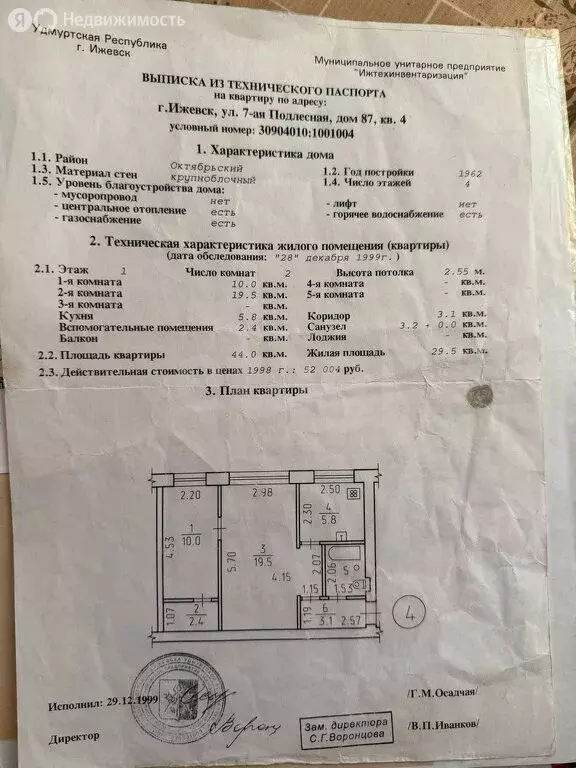 Я Недвижимость
Удмуртская Республика
г. Ижевск
Муниципальное унитарное предприятие
"Ижтехинвентаризация"
ВЫПИСКА ИЗ ТЕХНИЧЕСКОГО ПАСПОРТА
на квартиру по адресу:
г.Ижевск, ул. 7-ая Подлесная, дом 87, кв. 4
условный номер: 30904010:1001004
1. Характеристика дома
1.1. Район Октябрьский 1.2. Год постройки 1962
1.3. Материал стен крупноблочный 1.4. Число этажей 4
1.5. Уровень благоустройства дома:
- мусоропровод нет - лифт нет
- центральное отопление есть - горячее водоснабжение есть
- газоснабжение есть
2. Техническая характеристика жилого помещения (квартиры)
(дата обследования: "28" декабря 1999г. )
2.1. Этаж 1 Число комнат 2 Высота потолка 2.55 м.
1-я комната 10.0 кв.м. 4-я комната - кв.м.
2-я комната 19.5 кв.м. 5-я комната - кв.м.
3-я комната - кв.м.
Кухня 5.8 кв.м. Коридор 3.1 кв.м.
Вспомогательные помещения 2.4 кв.м. Санузел 3.2 + 0.0 кв.м.
Балкон - кв.м. Лоджия - кв.м.
2.2. Площадь квартиры 44.0 кв.м. Жилая площадь 29.5 кв.м.
2.3. Действительная стоимость в ценах 1998 г.: 52 004 руб.
3. План квартиры
2.20 2.98 2.50
4.53 1 10.0 5.70 3 19.5 4.15 2.30 4 5.8
2.07 2.06 5 1.15 1.53
1.07 2 2.4 1.19 6 3.1 2.57 4
Исполнил: 29.12.1999 /Г.М.Осадчая/
Директор Зам. директора /В.П.Иванков/
С.Г.Воронцова